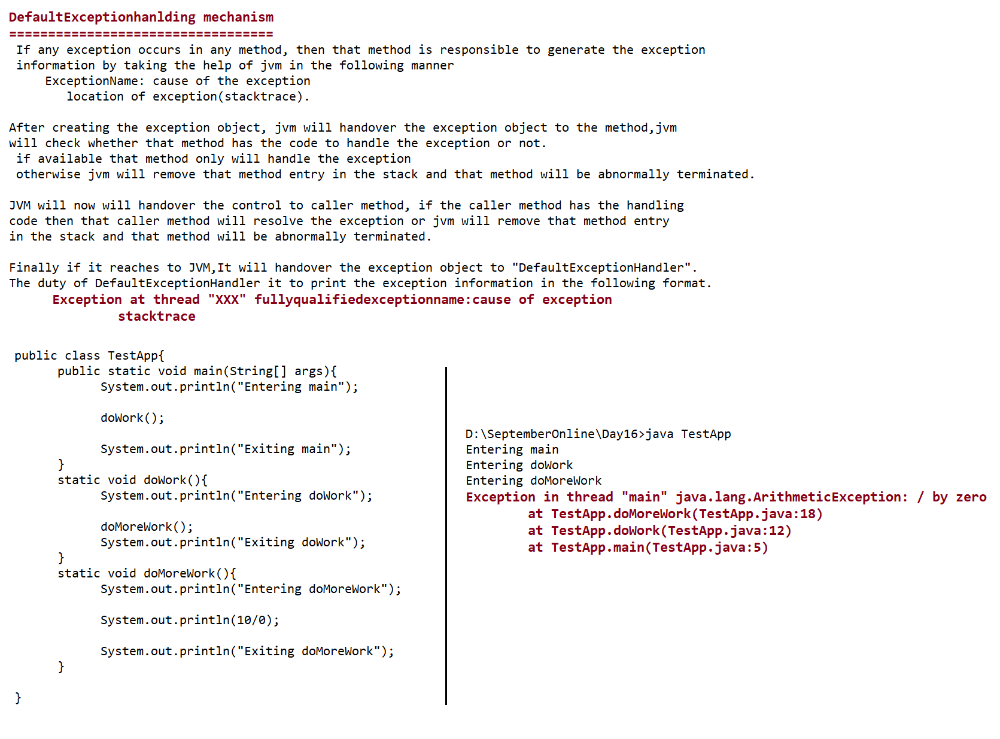 DefaultExceptionhanlding mechanism
==================================
If any exception occurs in any method, then that method is responsible to generate the exception
information by taking the help of jvm in the following manner
ExceptionName: cause of the exception
location of exception(stacktrace).
After creating the exception object, jvm will handover the exception object to the method,jvm
will check whether that method has the code to handle the exception or not.
if available that method only will handle the exception
otherwise jvm will remove that method entry in the stack and that method will be abnormally terminated.
JVM will now will handover the control to caller method, if the caller method has the handling
code then that caller method will resolve the exception or jvm will remove that method entry
in the stack and that method will be abnormally terminated.
Finally if it reaches to JVM,It will handover the exception object to "DefaultExceptionHandler".
The duty of DefaultExceptionHandler it to print the exception information in the following format.
Exception at thread "XXX" fullyqualifiedexceptionname:cause of exception
stacktrace
public class TestApp{
public static void main(String[] args){
System.out.println("Entering main");
doWork();
System.out.println("Exiting main");
}
static void doWork(){
System.out.println("Entering doWork");
doMoreWork();
System.out.println("Exiting doWork");
}
static void doMoreWork(){
System.out.println("Entering doMoreWork");
System.out.println(10/0);
System.out.println("Exiting doMoreWork");
}
}
D:\SeptemberOnline\Day16>java TestApp
Entering main
Entering doWork
Entering doMoreWork
Exception in thread "main" java.lang.ArithmeticException: / by zero
at TestApp.doMoreWork(TestApp.java:18)
at TestApp.doWork(TestApp.java:12)
at TestApp.main(TestApp.java:5)